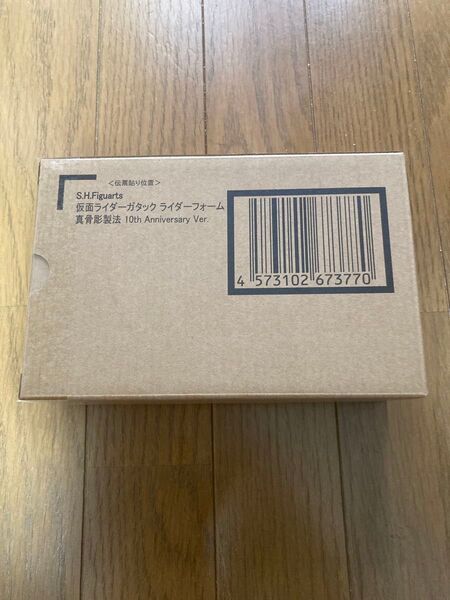 ＜伝票貼り位置＞
S.H.Figuarts
仮面ライダーガタック ライダーフォーム
真骨彫製法 10th Anniversary Ver.
4 573102 673770